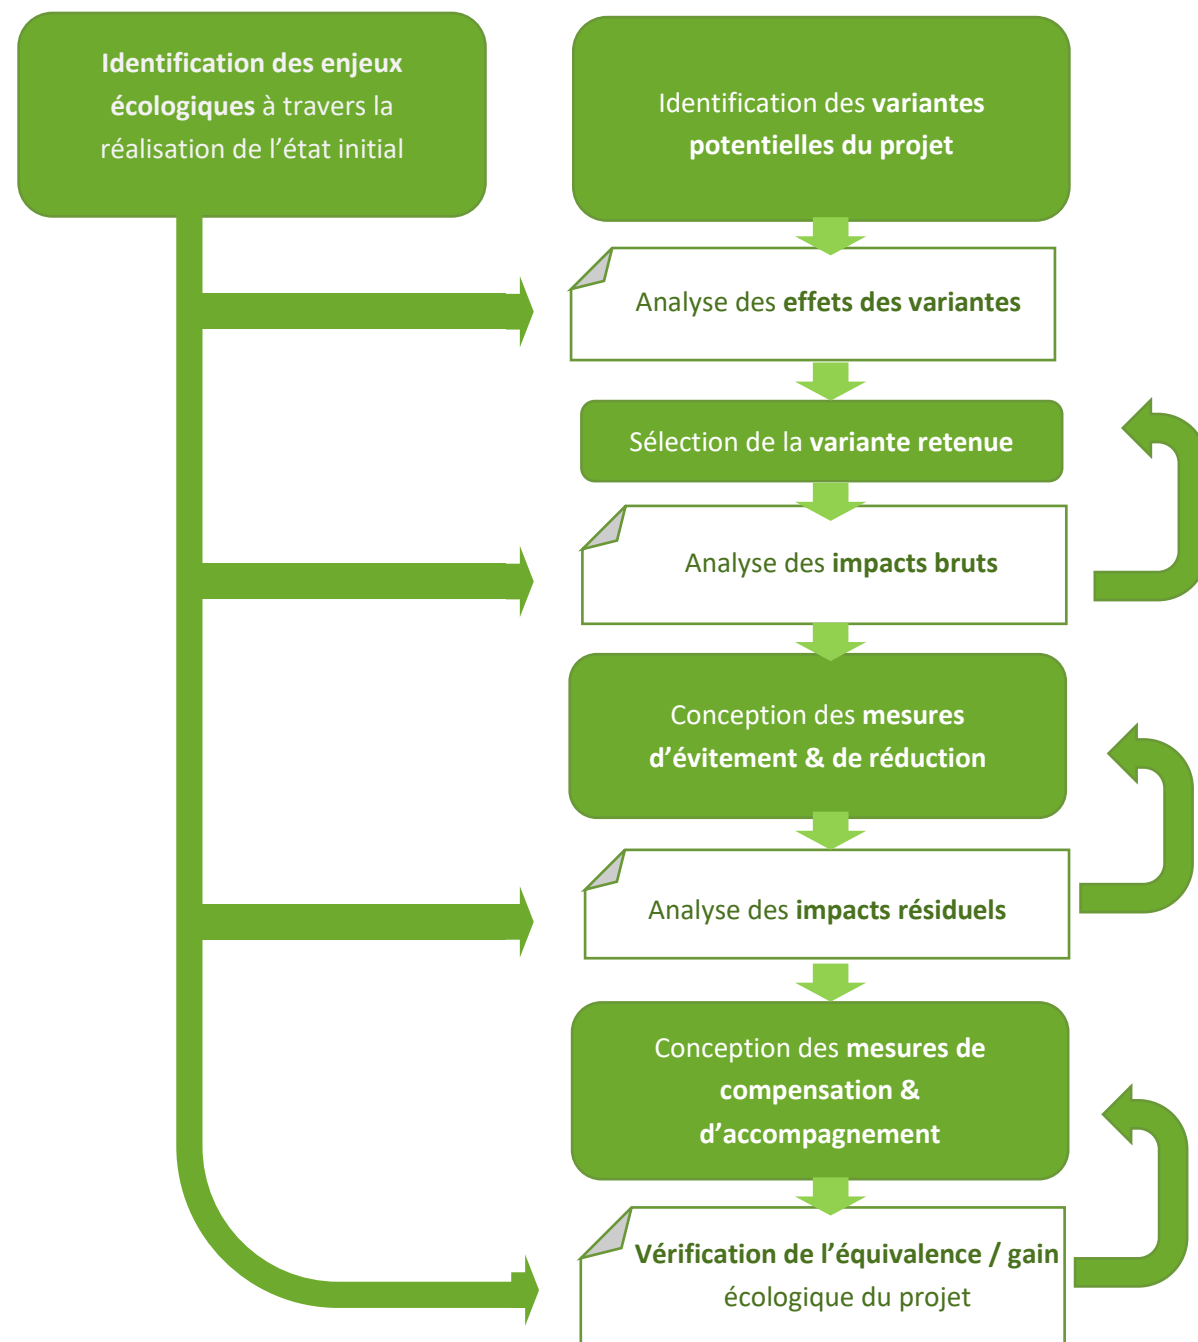 Identification des enjeux
écologiques à travers la
réalisation de l’état initial
Identification des variantes
potentielles du projet
Analyse des effets des variantes
Sélection de la variante retenue
Analyse des impacts bruts
Conception des mesures
d’évitement & de réduction
Analyse des impacts résiduels
Conception des mesures de
compensation &
d’accompagnement
Vérification de l’équivalence / gain
écologique du projet